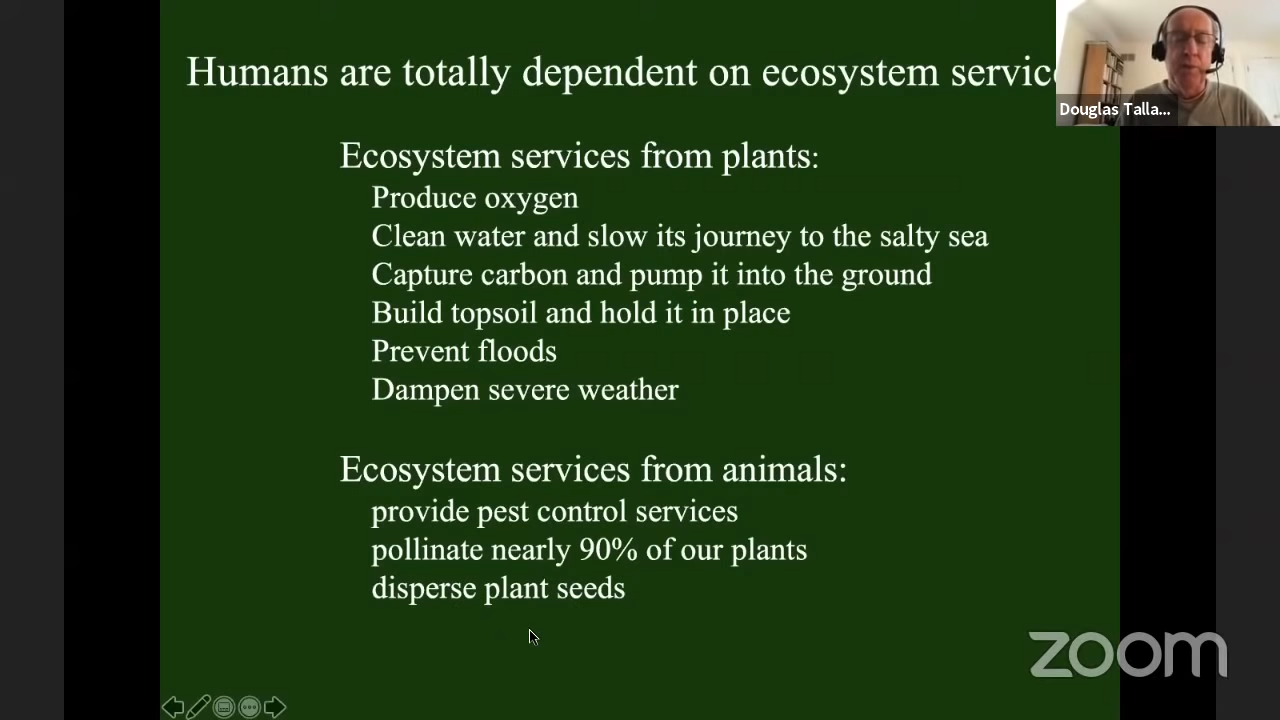 Humans are totally dependent on ecosystem
Douglas Talla...
Ecosystem services from plants:
Produce oxygen
Clean water and slow its journey to the salty sea
Capture carbon and pump it into the ground
Build topsoil and hold it in place
Prevent floods
Dampen severe weather
Ecosystem services from animals:
provide pest control services
pollinate nearly 90% of our plants
disperse plant seeds
zoom